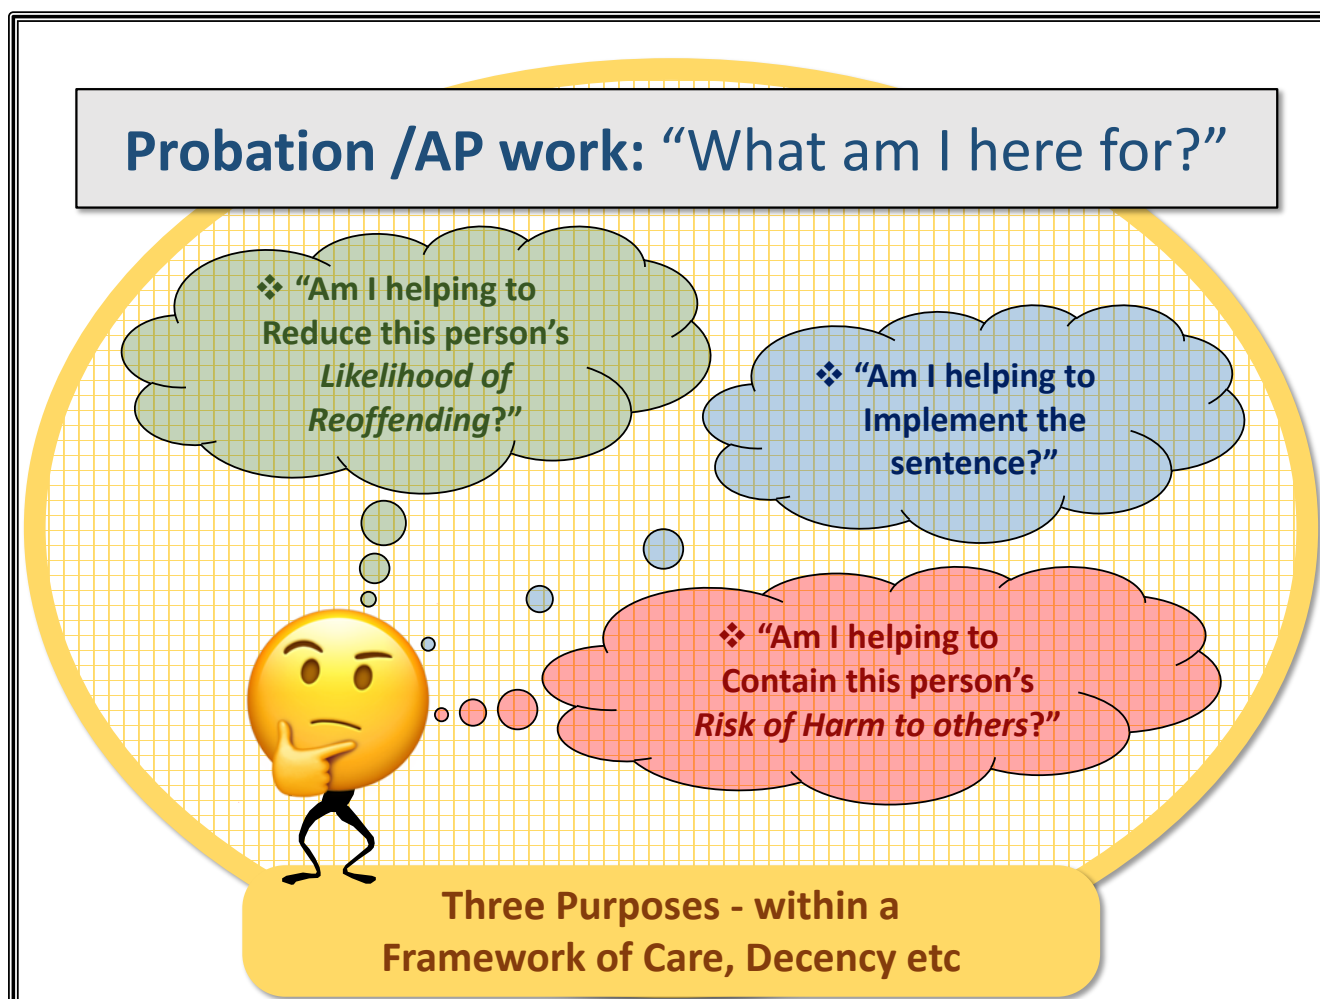 Probation /AP work: “What am I here for?”
❖ “Am I helping to
Reduce this person’s
Likelihood of
Reoffending?”
❖ “Am I helping to
Implement the
sentence?”
❖ “Am I helping to
Contain this person’s
Risk of Harm to others?”
Three Purposes - within a
Framework of Care, Decency etc